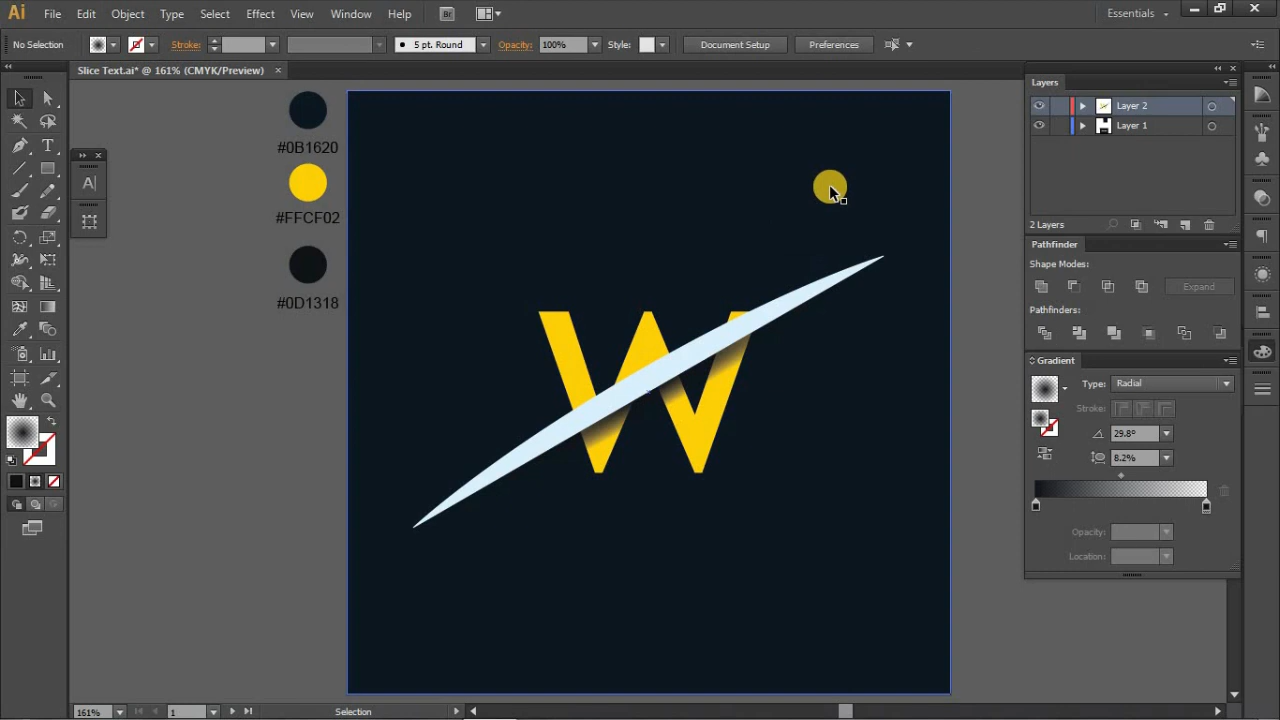 Ai File Edit Object Type Select Effect View Window Help Br Essentials
No Selection Stroke: 5 pt. Round Opacity: 100% Style: Document Setup Preferences
Slice Text.ai* @ 161% (CMYK/Preview)
#0B1620
#FFCF02
#0D1318
A
W
Layers
Layer 2
Layer 1
2 Layers
Pathfinder
Shape Modes:
Expand
Pathfinders:
Gradient
Type: Radial
Stroke:
29.8°
8.2%
Opacity:
Location:
161% 1 Selection